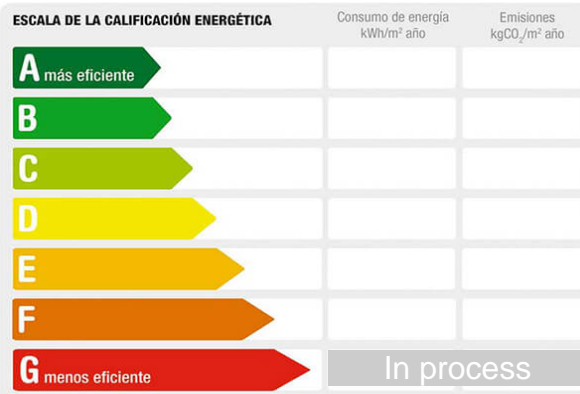 ESCALA DE LA CALIFICACIÓN ENERGÉTICA
Consumo de energía
kWh/m² año
Emisiones
kgCO₂/m² año
A más eficiente
B
C
D
E
F
G menos eficiente
In process